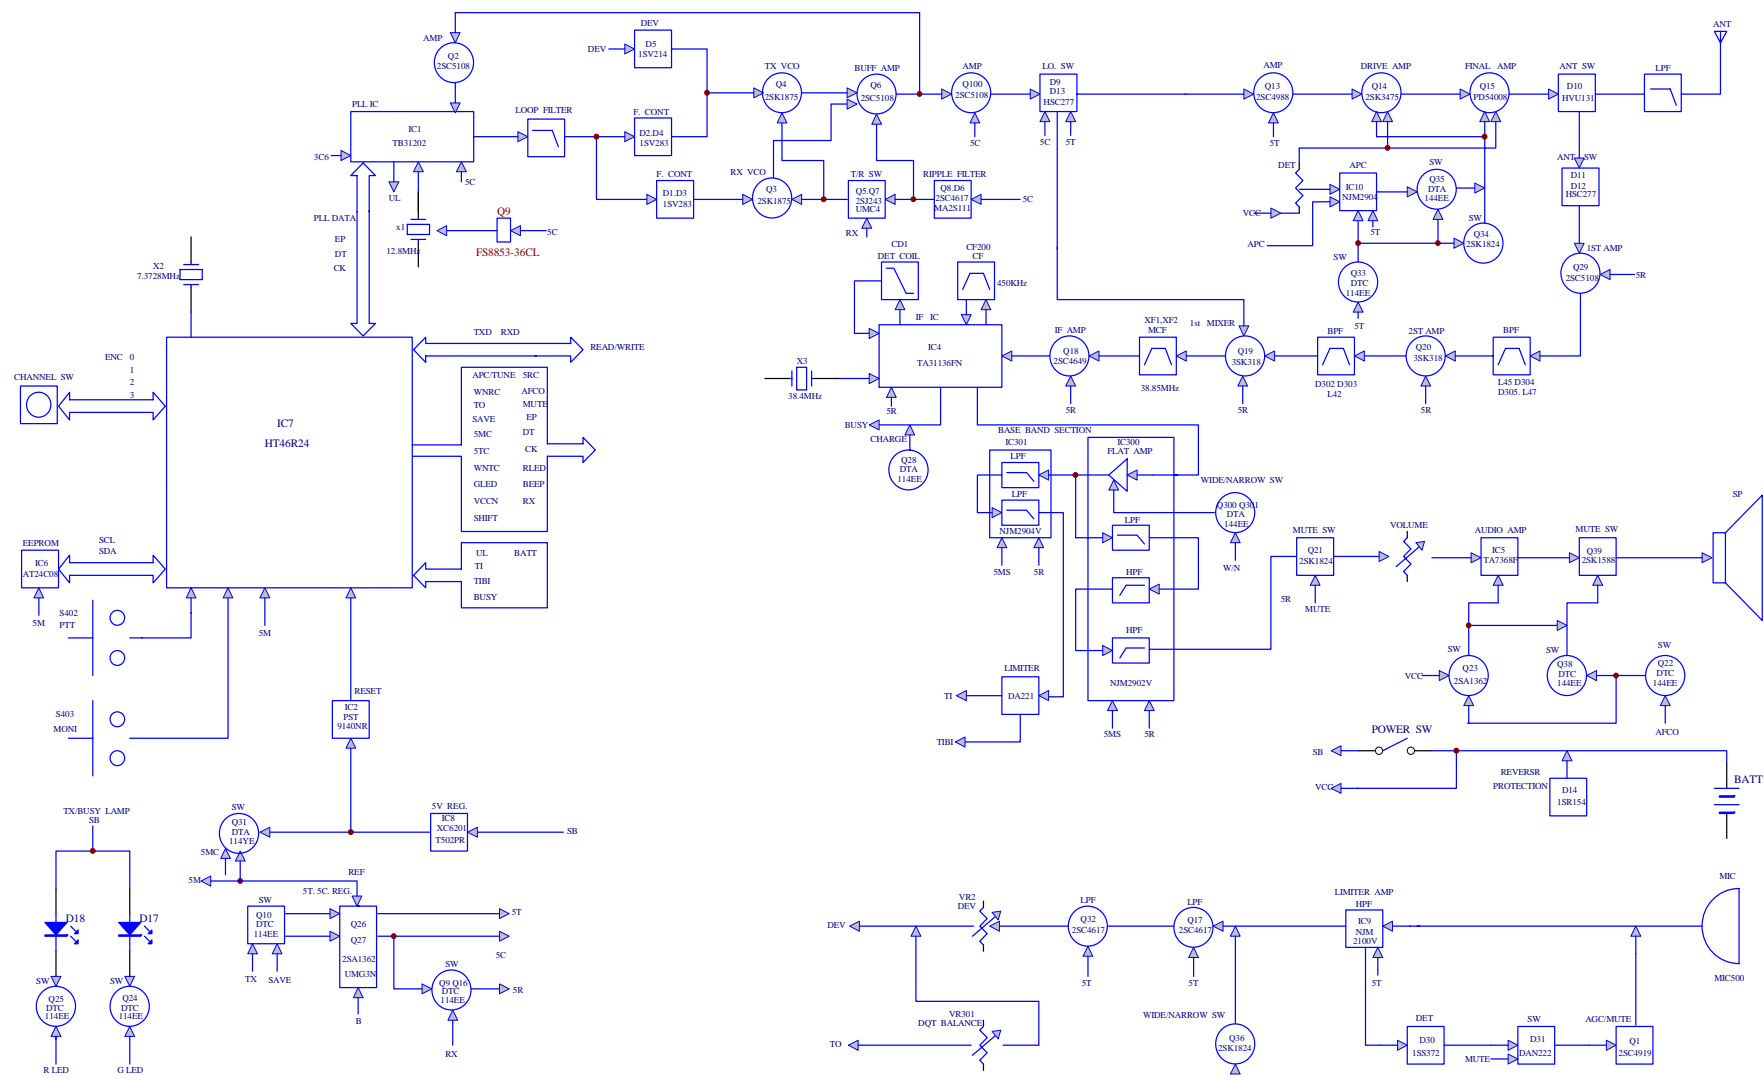 ANT
AMP
Q2
2SC5108
DEV
DEV
D5
1SV214
TX VCO
Q4
2SK1875
BUFF AMP
Q6
2SC5108
AMP
Q100
2SC5108
5C
LO. SW
D9
D13
HSC277
5C
5T
AMP
Q13
2SC4988
5T
DRIVE AMP
Q14
2SK3475
FINAL AMP
Q15
PD54008
ANT SW
D10
HVU131
LPF
PLL IC
IC1
TB31202
3C6
UL
5C
LOOP FILTER
F. CONT
D2.D4
1SV283
F. CONT
D1.D3
1SV283
RX VCO
Q3
2SK1875
T/R SW
Q5.Q7
2SJ243
UMC4
RX
RIPPLE FILTER
Q8.D6
2SC4617
MA2S111
5C
DET
VCC
APC
APC
IC10
NJM2904
5T
SW
Q35
DTA
144EE
SW
Q34
2SK1824
SW
Q33
DTC
114EE
5T
ANT SW
D11
D12
HSC277
1ST AMP
Q29
2SC5108
5R
PLL DATA
EP
DT
CK
x1
12.8MHz
Q9
5C
FS8853-36CL
X2
7.3728MHz
CD1
DET COIL
CF200
CF
450KHz
IF IC
IC4
TA31136FN
X3
38.4MHz
5R
IF AMP
Q18
2SC4649
5R
XF1,XF2
MCF
38.85MHz
1st MIXER
Q19
3SK318
5R
BPF
D302 D303
L42
2ST AMP
Q20
3SK318
5R
BPF
L45 D304
D305. L47
CHANNEL SW
ENC 0
1
2
3
IC7
HT46R24
TXD RXD
READ/WRITE
APC/TUNE 5RC
WNRC AFCO
TO MUTE
SAVE EP
5MC DT
5TC CK
WNTC RLED
GLED BEEP
VCCN RX
SHIFT
UL BATT
TI
TIBI
BUSY
BUSY
CHARGE
Q28
DTA
114EE
BASE BAND SECTION
IC301
LPF
LPF
NJM2904V
5MS
5R
IC300
FLAT AMP
LPF
HPF
HPF
NJM2902V
5MS
5R
WIDE/NARROW SW
Q300 Q301
DTA
144EE
W/N
LIMITER
DA221
TI
TIBI
5R
MUTE SW
Q21
2SK1824
MUTE
VOLUME
AUDIO AMP
IC5
TA7368F
MUTE SW
Q39
2SK1588
SP
SW
Q23
2SA1362
VCC
SW
Q38
DTC
144EE
SW
Q22
DTC
144EE
AFCO
EEPROM
IC6
AT24C08
5M
SCL
SDA
S402
PTT
5M
S403
MONI
RESET
IC2
PST
9140NR
POWER SW
SB
VCC
REVERSR
PROTECTION
D14
1SR154
BATT
TX/BUSY LAMP
SB
D18
D17
SW
Q25
DTC
114EE
R LED
SW
Q24
DTC
114EE
G LED
SW
Q31
DTA
114YE
5MC
5M
5V REG.
IC8
XC6201
T502PR
SB
REF
5T. 5C. REG.
SW
Q10
DTC
114EE
TX
SAVE
Q26
Q27
2SA1362
UMG3N
B
5T
5C
SW
Q9 Q16
DTC
114EE
5R
RX
DEV
VR2
DEV
LPF
Q32
2SC4617
5T
LPF
Q17
2SC4617
5T
LIMITER AMP
HPF
IC9
NJM
2100V
5T
MIC
MIC500
VR301
DQT BALANCE
TO
WIDE/NARROW SW
Q36
2SK1824
DET
D30
1SS372
MUTE
SW
D31
DAN222
AGC/MUTE
Q1
2SC4919